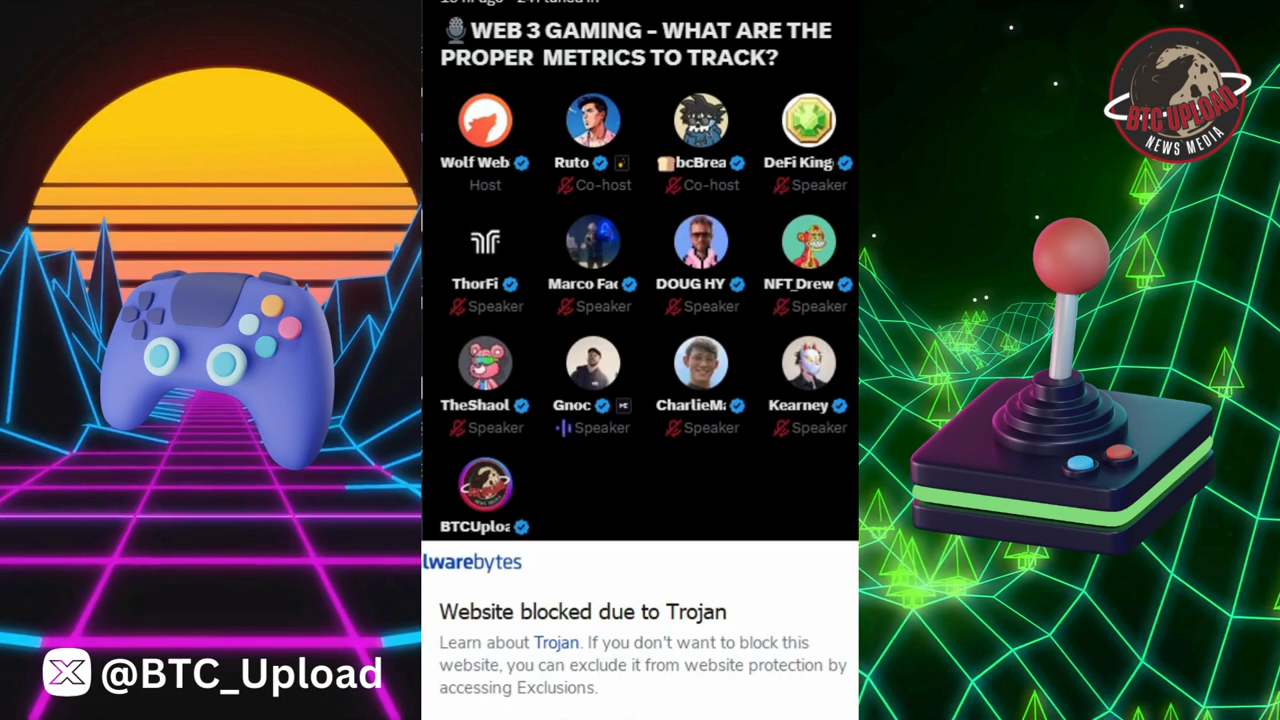 🎙️WEB 3 GAMING - WHAT ARE THE
PROPER METRICS TO TRACK?
Wolf Web Ruto 🍞bcBrea DeFi King
Host Co-host Co-host Speaker
ThorFi Marco Fac DOUG HY NFT_Drew
Speaker Speaker Speaker Speaker
TheShaol Gnoc ME CharlieMa Kearney
Speaker Speaker Speaker Speaker
BTCUploa
lwarebytes
Website blocked due to Trojan
Learn about Trojan. If you don't want to block this
website, you can exclude it from website protection by
accessing Exclusions.
X @BTC_Upload
BTC UPLOAD
NEWS MEDIA